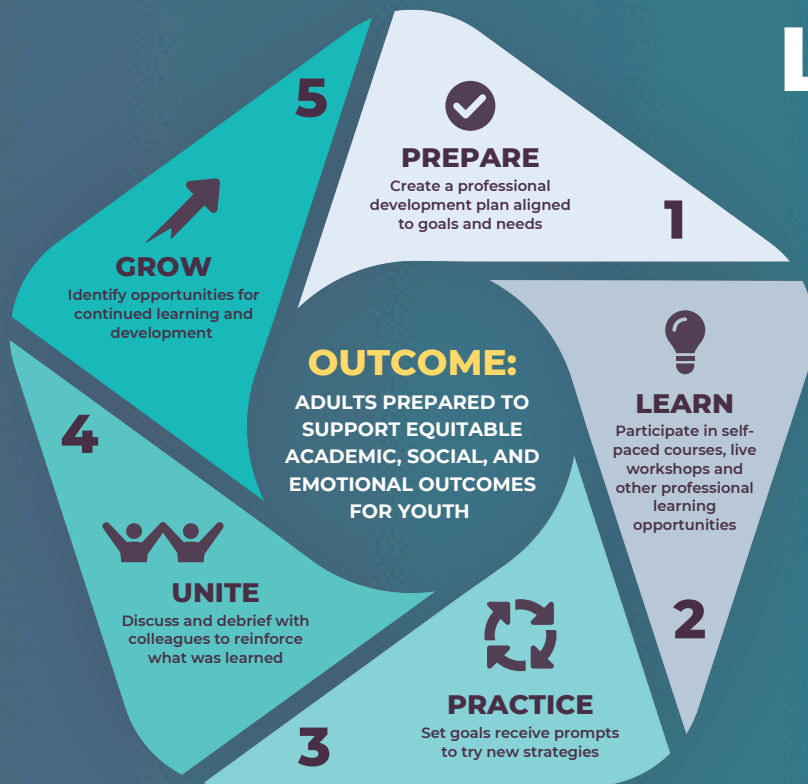 L
1
PREPARE
Create a professional
development plan aligned
to goals and needs
LEARN
Participate in self-
paced courses, live
workshops and
other professional
learning
opportunities
2
PRACTICE
Set goals receive prompts
to try new strategies
3
4
UNITE
Discuss and debrief with
colleagues to reinforce
what was learned
5
GROW
Identify opportunities for
continued learning and
development
OUTCOME:
ADULTS PREPARED TO
SUPPORT EQUITABLE
ACADEMIC, SOCIAL, AND
EMOTIONAL OUTCOMES
FOR YOUTH